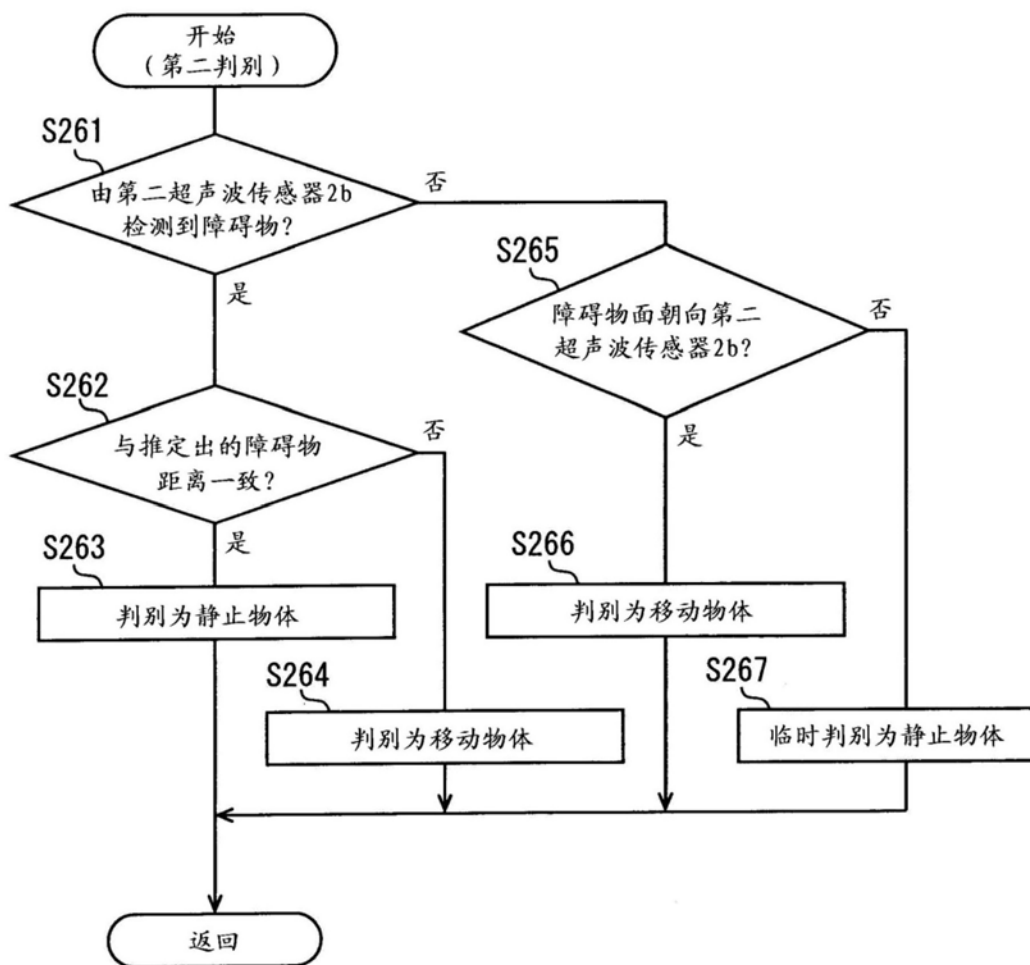 开始
（第二判别）
S261
由第二超声波传感器2b
检测到障碍物？
否
是
S265
障碍物面朝向第二
超声波传感器2b？
否
是
S262
与推定出的障碍物
距离一致？
否
是
S263
判别为静止物体
S266
判别为移动物体
S264
判别为移动物体
S267
临时判别为静止物体
返回